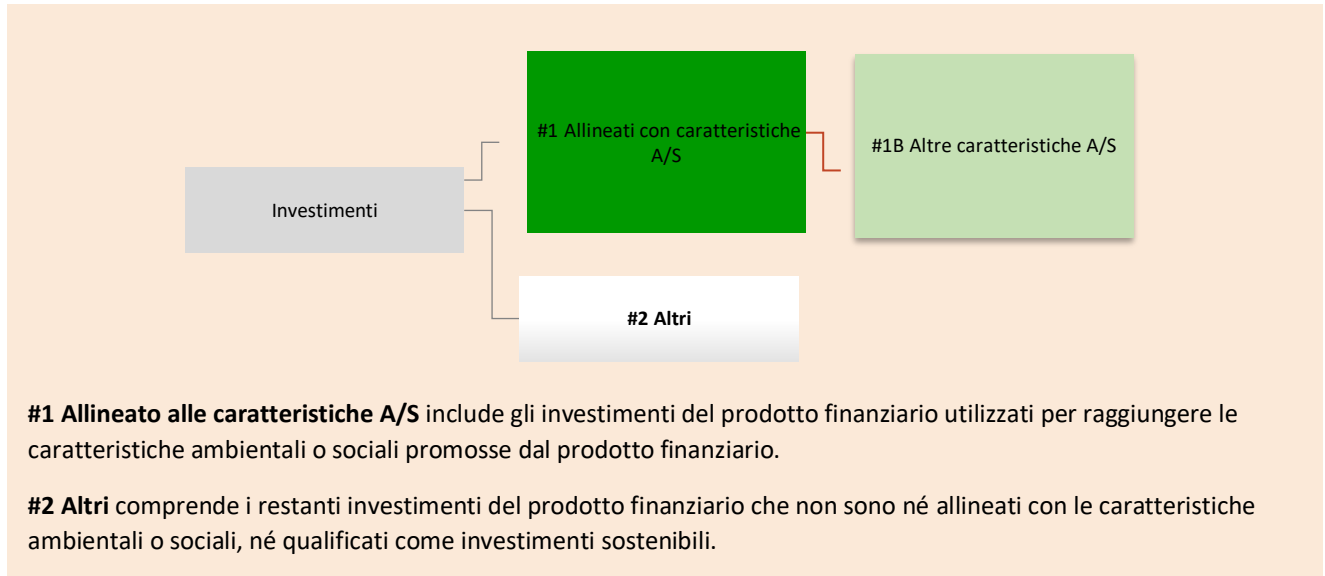 #1 Allineati con caratteristiche
A/S
#1B Altre caratteristiche A/S
Investimenti
#2 Altri
#1 Allineato alle caratteristiche A/S include gli investimenti del prodotto finanziario utilizzati per raggiungere le
caratteristiche ambientali o sociali promosse dal prodotto finanziario.
#2 Altri comprende i restanti investimenti del prodotto finanziario che non sono né allineati con le caratteristiche
ambientali o sociali, né qualificati come investimenti sostenibili.